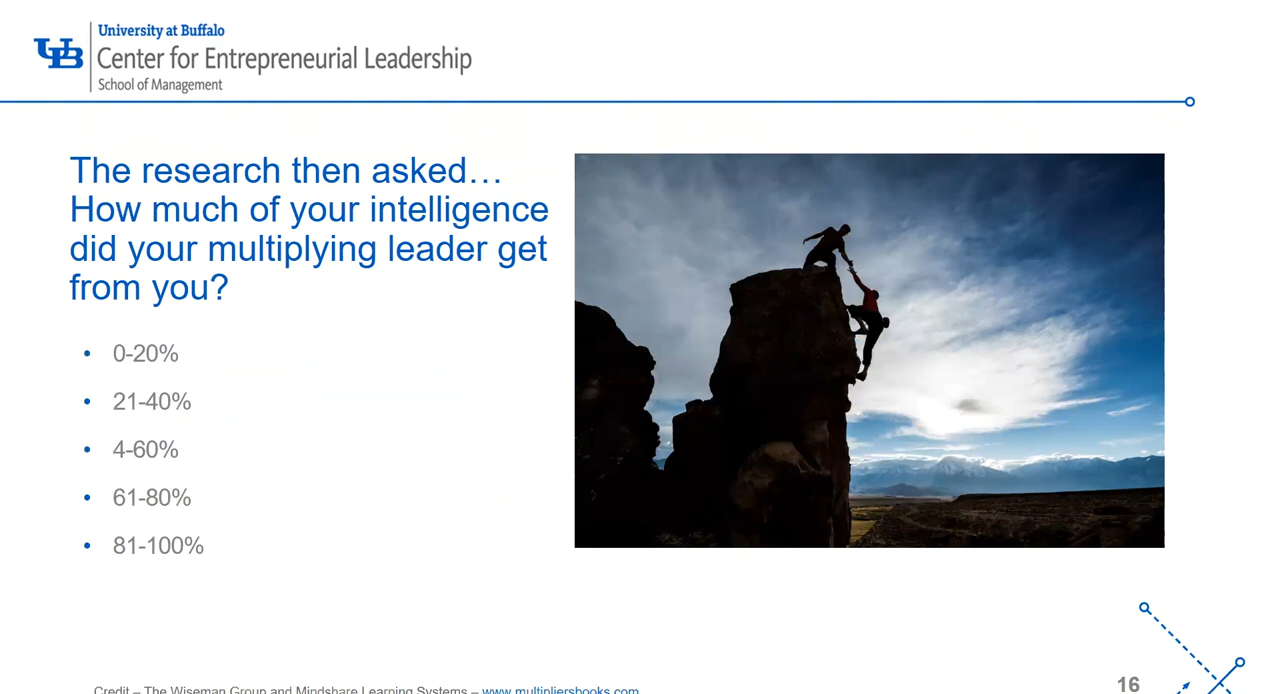 University at Buffalo
UB
Center for Entrepreneurial Leadership
School of Management
The research then asked…
How much of your intelligence
did your multiplying leader get
from you?
• 0-20%
• 21-40%
• 4-60%
• 61-80%
• 81-100%
16
Credit – The Wiseman Group and Mindshare Learning Systems – www.multipliersbooks.com